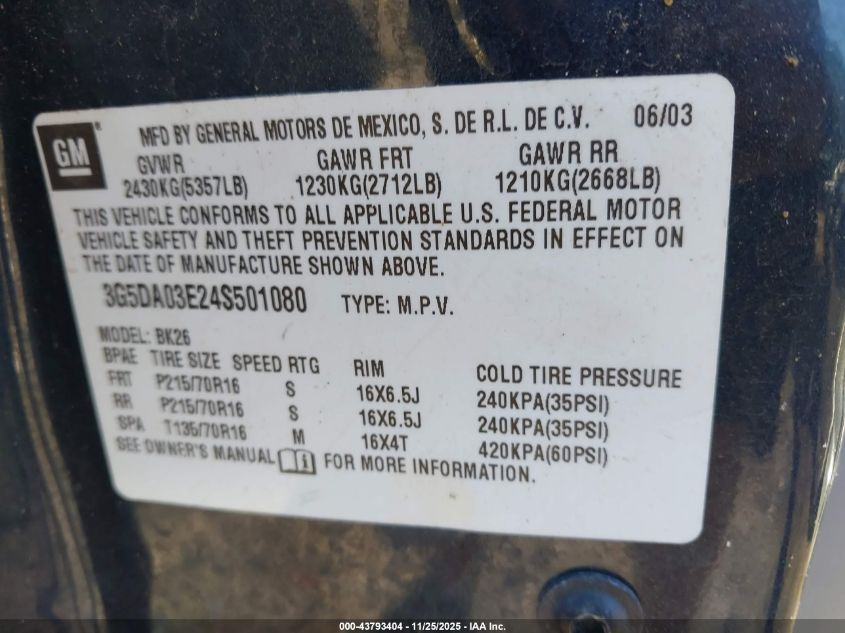 GM®
MFD BY GENERAL MOTORS DE MEXICO, S. DE R.L. DE C.V. 06/03
GVWR GAWR FRT GAWR RR
2430KG(5357LB) 1230KG(2712LB) 1210KG(2668LB)
THIS VEHICLE CONFORMS TO ALL APPLICABLE U.S. FEDERAL MOTOR
VEHICLE SAFETY AND THEFT PREVENTION STANDARDS IN EFFECT ON
THE DATE OF MANUFACTURE SHOWN ABOVE.
3G5DA03E24S501080 TYPE: M.P.V.
MODEL: BK26
BPAE TIRE SIZE SPEED RTG RIM COLD TIRE PRESSURE
FRT P215/70R16 S 16X6.5J 240KPA(35PSI)
RR P215/70R16 S 16X6.5J 240KPA(35PSI)
SPA T135/70R16 M 16X4T 420KPA(60PSI)
SEE OWNER'S MANUAL i FOR MORE INFORMATION.
000-43793404 - 11/25/2025 - IAA Inc.